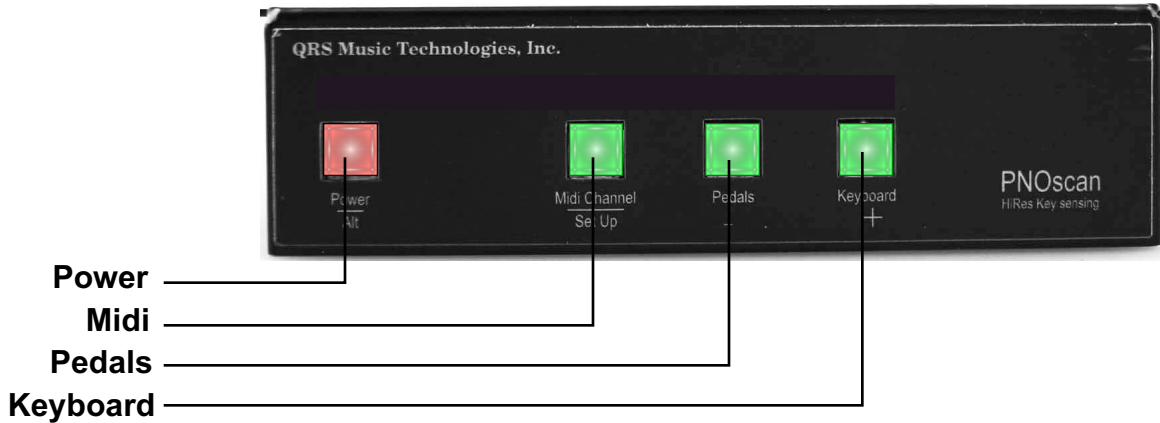 QRS Music Technologies, Inc.
Power
Alt
Midi Channel
Set Up
Pedals
-
Keyboard
+
PNOscan
HiRes Key sensing
Power
Midi
Pedals
Keyboard